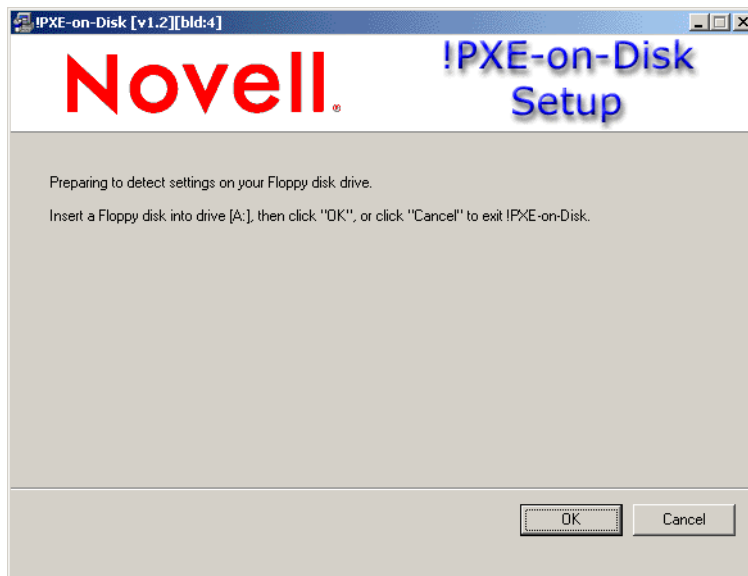 !PXE-on-Disk [v1.2][bld:4]
Novell®
!PXE-on-Disk
Setup
Preparing to detect settings on your Floppy disk drive.
Insert a Floppy disk into drive [A:], then click "OK", or click "Cancel" to exit !PXE-on-Disk.
OK
Cancel